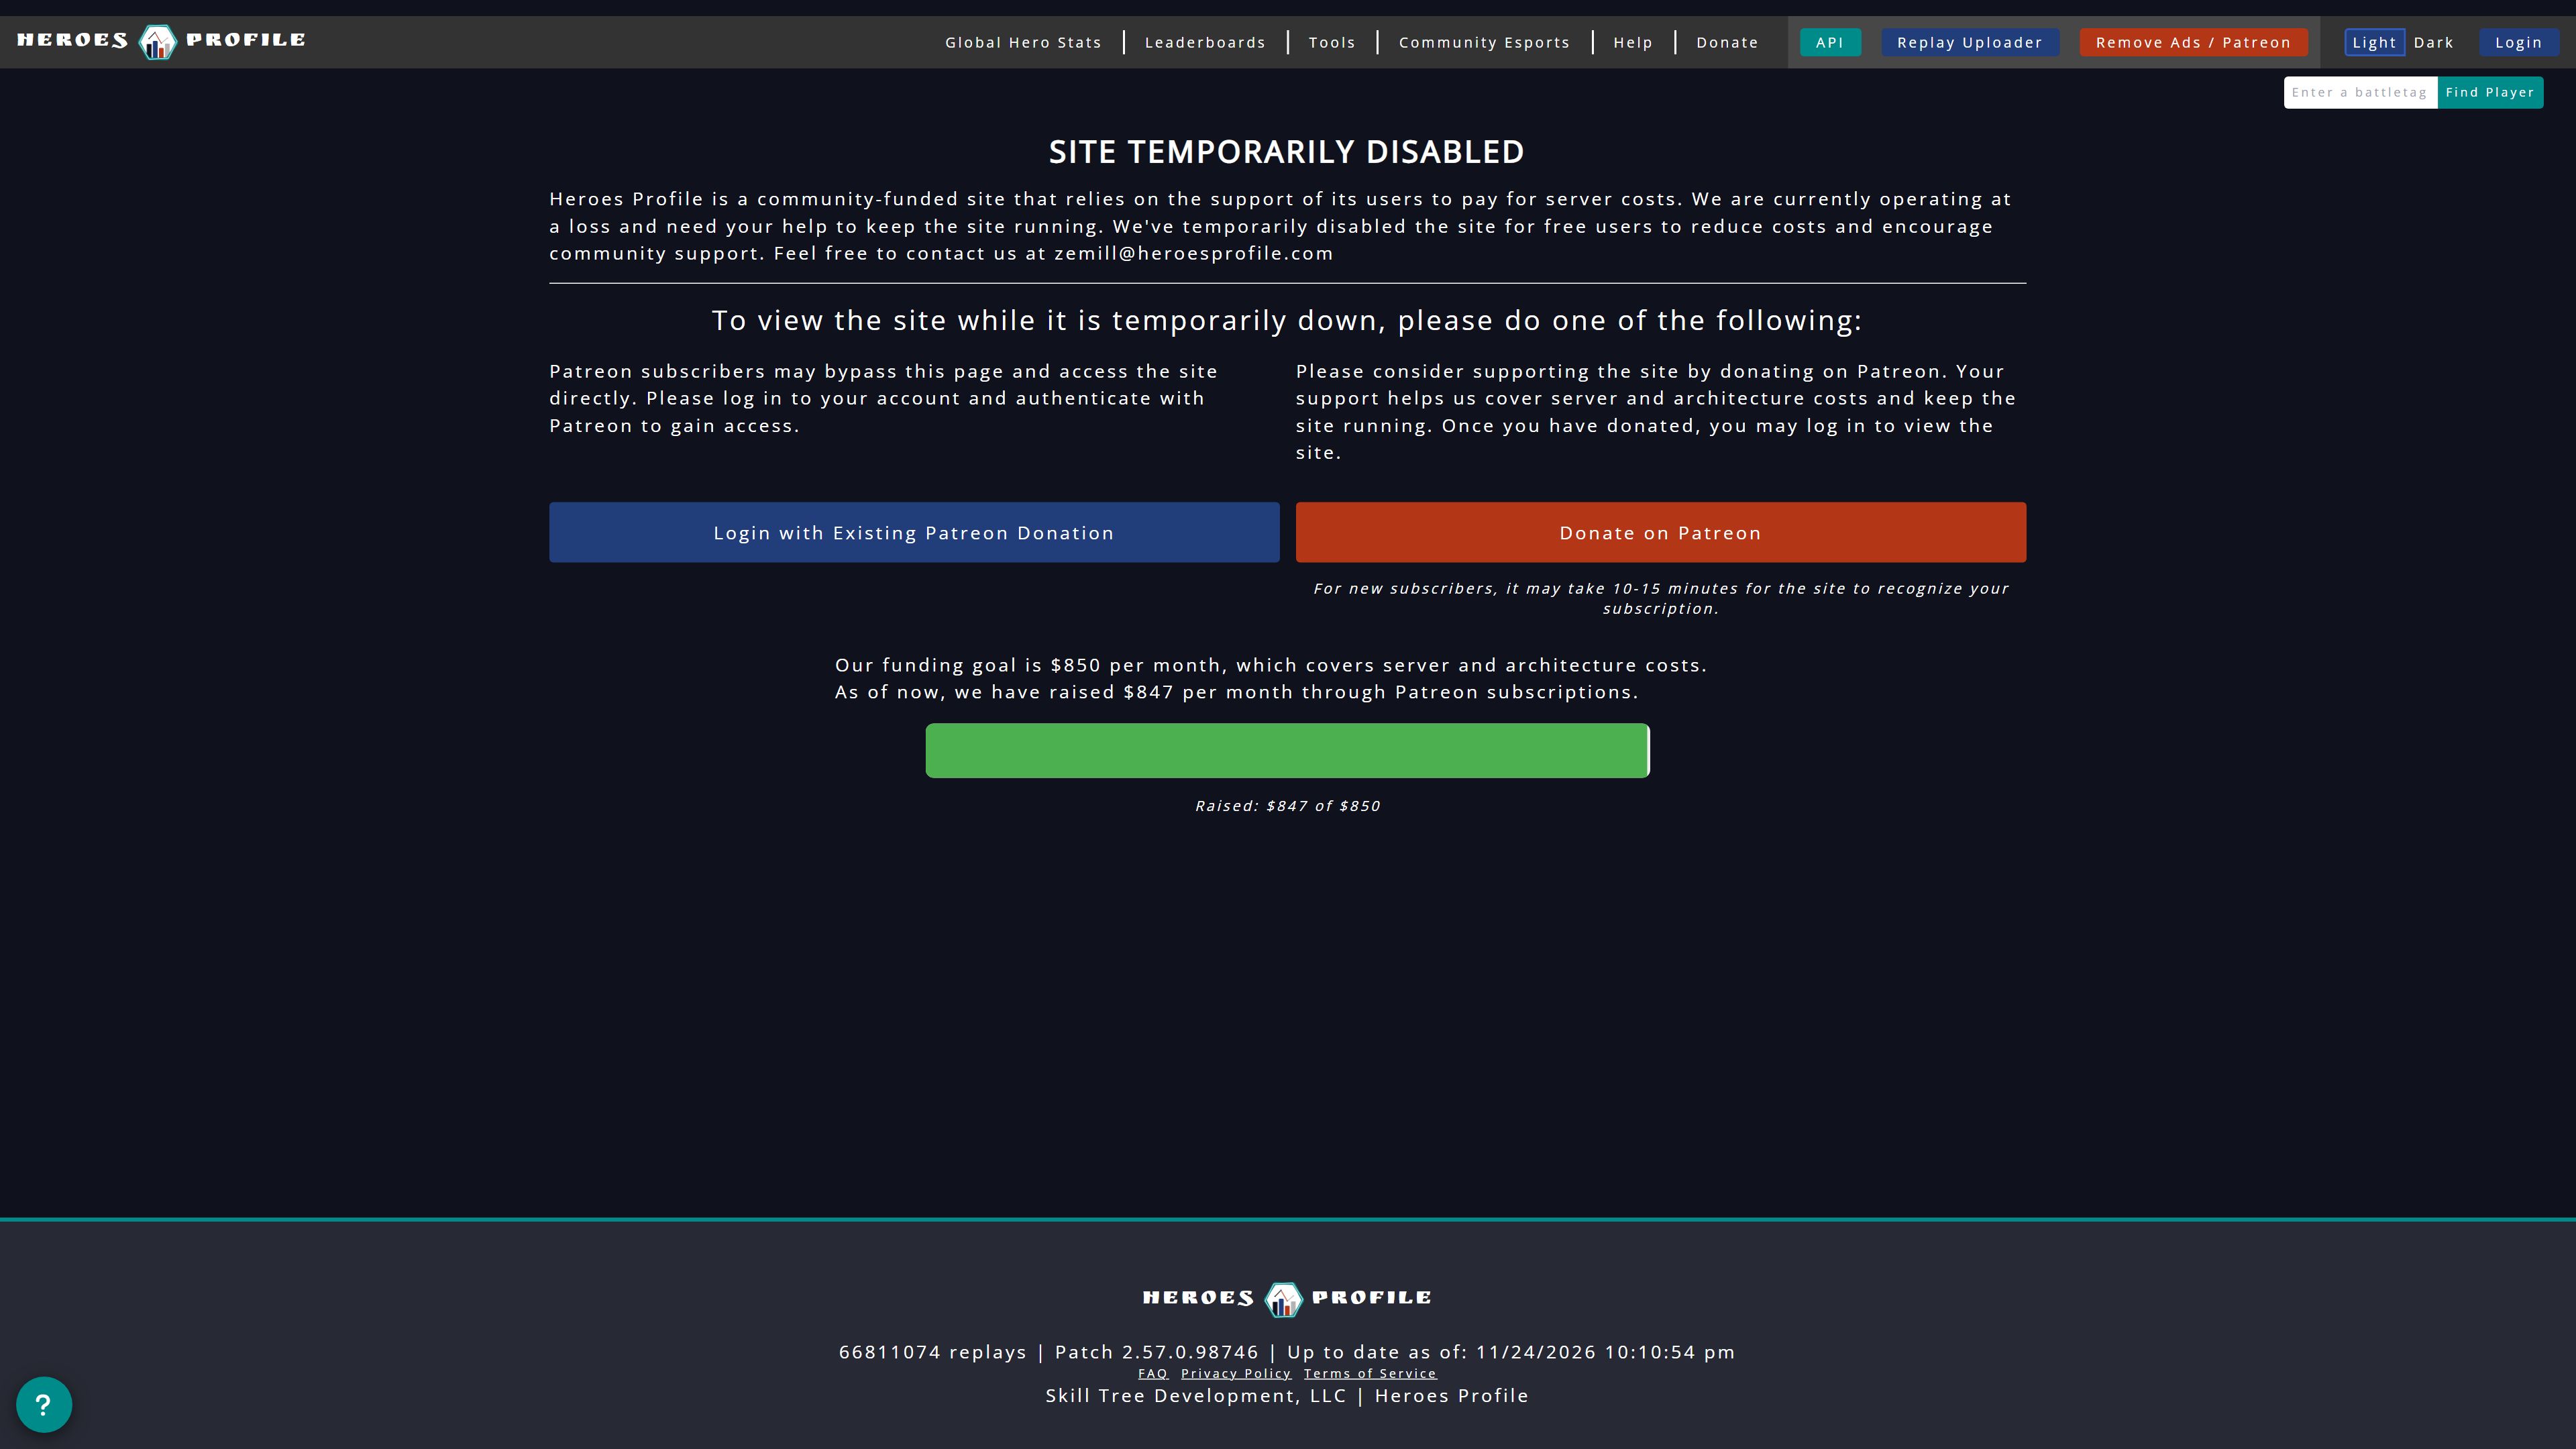 HEROES PROFILE
Global Hero Stats
Leaderboards
Tools
Community Esports
Help
Donate
API
Replay Uploader
Remove Ads / Patreon
Light
Dark
Login
Enter a battletag
Find Player
SITE TEMPORARILY DISABLED
Heroes Profile is a community-funded site that relies on the support of its users to pay for server costs. We are currently operating at
a loss and need your help to keep the site running. We've temporarily disabled the site for free users to reduce costs and encourage
community support. Feel free to contact us at zemill@heroesprofile.com
To view the site while it is temporarily down, please do one of the following:
Patreon subscribers may bypass this page and access the site
directly. Please log in to your account and authenticate with
Patreon to gain access.
Please consider supporting the site by donating on Patreon. Your
support helps us cover server and architecture costs and keep the
site running. Once you have donated, you may log in to view the
site.
Login with Existing Patreon Donation
Donate on Patreon
For new subscribers, it may take 10-15 minutes for the site to recognize your
subscription.
Our funding goal is $850 per month, which covers server and architecture costs.
As of now, we have raised $847 per month through Patreon subscriptions.
Raised: $847 of $850
HEROES PROFILE
66811074 replays | Patch 2.57.0.98746 | Up to date as of: 11/24/2026 10:10:54 pm
FAQ Privacy Policy Terms of Service
Skill Tree Development, LLC | Heroes Profile
?